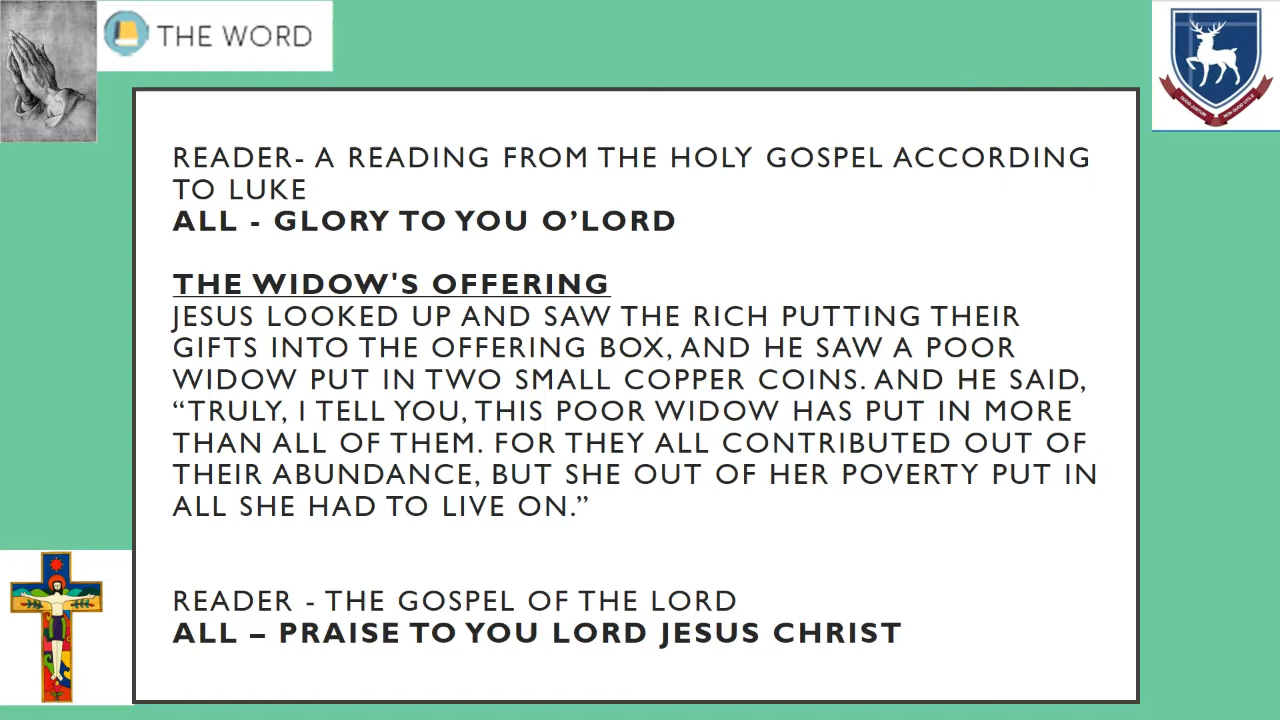 THE WORD
READER- A READING FROM THE HOLY GOSPEL ACCORDING
TO LUKE
ALL - GLORY TO YOU O’LORD
THE WIDOW'S OFFERING
JESUS LOOKED UP AND SAW THE RICH PUTTING THEIR
GIFTS INTO THE OFFERING BOX, AND HE SAW A POOR
WIDOW PUT IN TWO SMALL COPPER COINS. AND HE SAID,
“TRULY, I TELL YOU, THIS POOR WIDOW HAS PUT IN MORE
THAN ALL OF THEM. FOR THEY ALL CONTRIBUTED OUT OF
THEIR ABUNDANCE, BUT SHE OUT OF HER POVERTY PUT IN
ALL SHE HAD TO LIVE ON.”
READER - THE GOSPEL OF THE LORD
ALL – PRAISE TO YOU LORD JESUS CHRIST
QUOD JUSTUM
NON QUOD UTILE